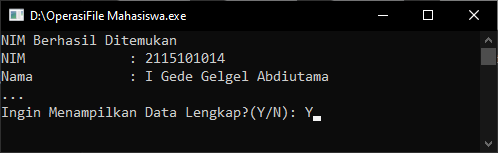 D:\OperasiFile Mahasiswa.exe
NIM Berhasil Ditemukan
NIM : 2115101014
Nama : I Gede Gelgel Abdiutama
...
Ingin Menampilkan Data Lengkap?(Y/N): Y